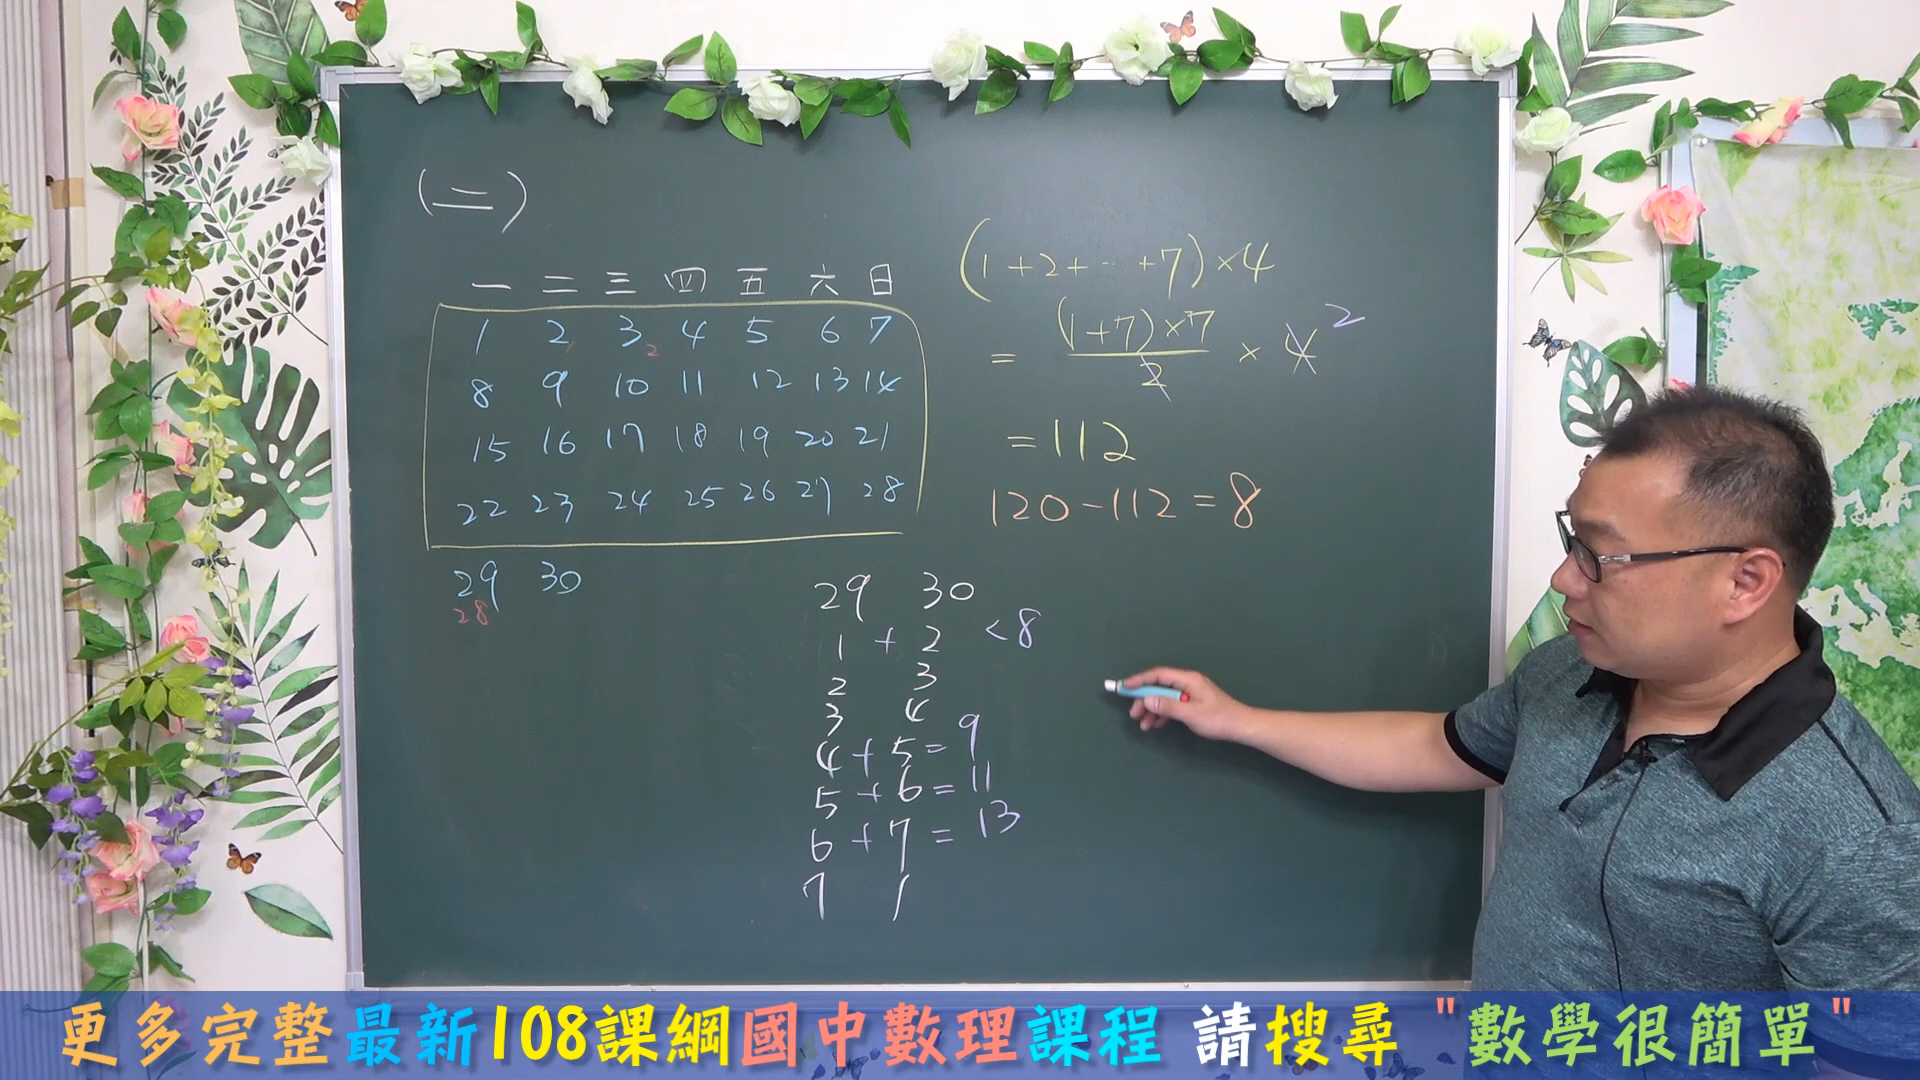 (二)
一 二 三 四 五 六 日
1 2 3 4 5 6 7
2
8 9 10 11 12 13 14
15 16 17 18 19 20 21
22 23 24 25 26 27 28
29 30
28
(1+2+…+7)×4
= (1+7)×7 / 2 × 4 2
=112
120-112=8
29 30
1 + 2 <8
2 3
3 4
4+5=9
5+6=11
6+7=13
7 1
更多完整最新108課綱國中數理課程 請搜尋 "數學很簡單"